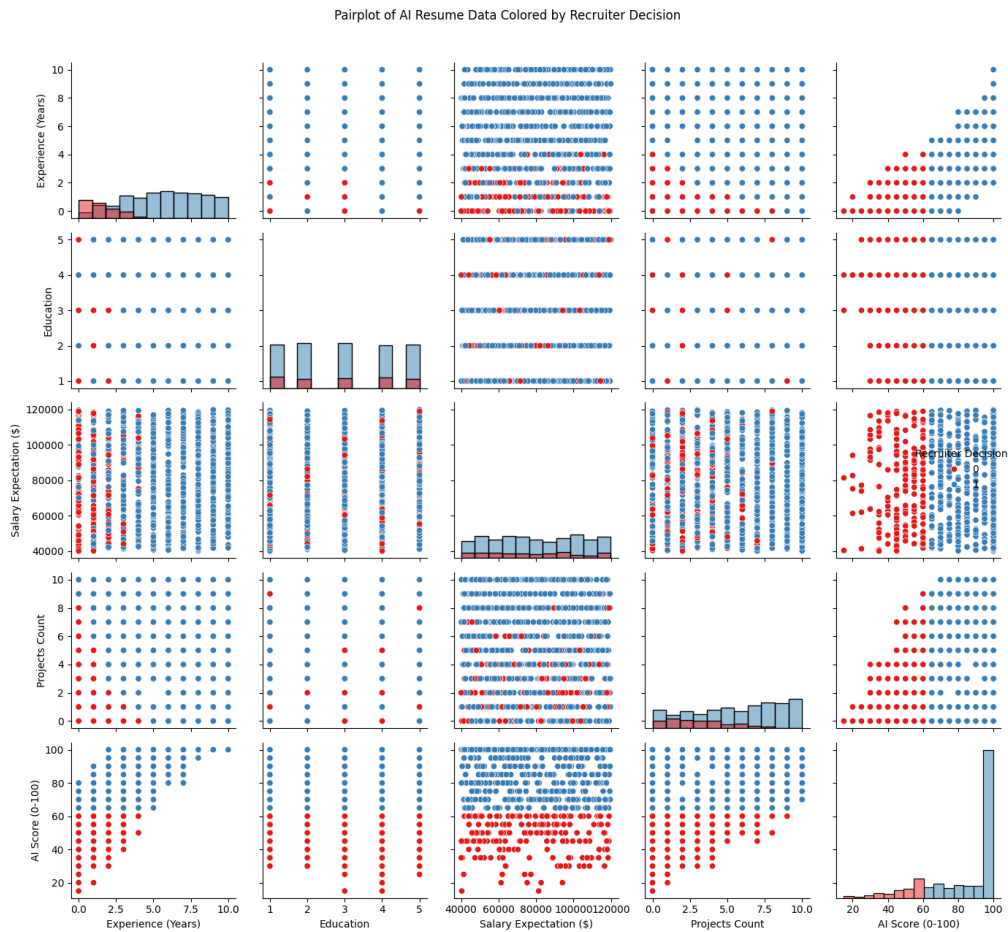 Pairplot of AI Resume Data Colored by Recruiter Decision
Experience (Years)
10
8
6
4
2
0
Education
5
4
3
2
1
Salary Expectation ($)
120000
100000
80000
60000
40000
Recruiter Decision
0
1
Projects Count
10
8
6
4
2
0
AI Score (0-100)
100
80
60
40
20
0.0 5.0 10.0
1 2 3 4 5
40000 60000 80000 100000 120000
0.0 2.5 5.0 7.5 10.0
20 40 60 80 100
Experience (Years)
Education
Salary Expectation ($)
Projects Count
AI Score (0-100)